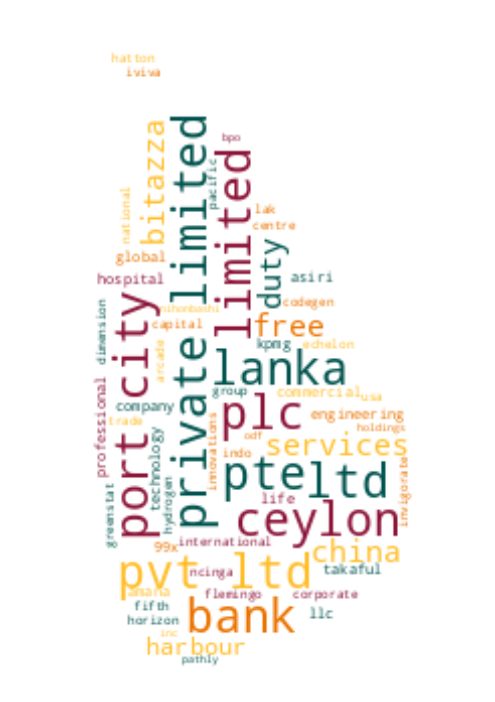 hatton
iviva
bpo
private limited
limited
bitazza
pacific
national
lak
centre
duty
global
hospital
asiri
port city
codegen
dimension
nihonbashi
capital
free
kpmg
echelon
arcade
lanka
professional
group
commercial
usa
company
plc
engineering
trade
holdings
technology
innovations
odf
services
indo
pte
ltd
invigorate
hydrogen
greenstat
life
ceylon
99x
international
china
pvt ltd
ncinga
takaful
amana
flemingo
corporate
fifth
bank
llc
horizon
inc
harbour
pathly